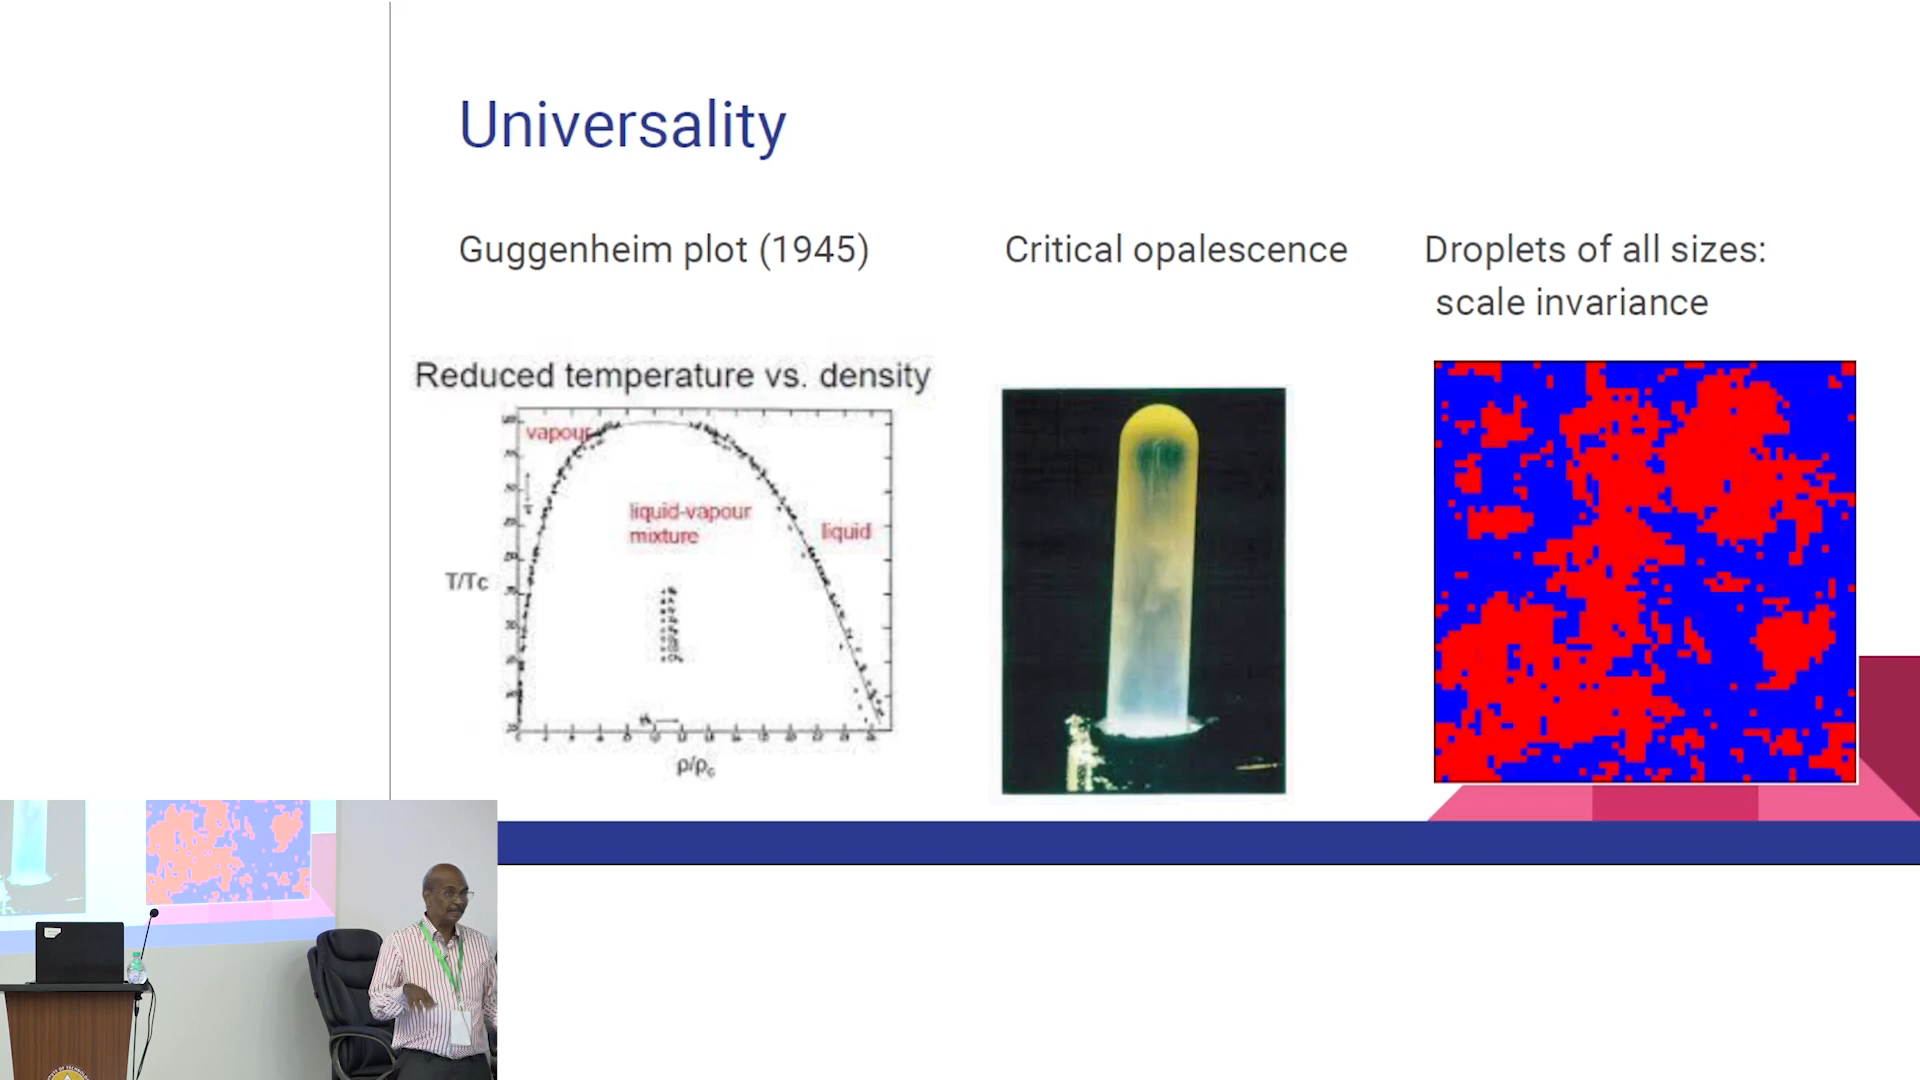 Universality
Guggenheim plot (1945)
Critical opalescence
Droplets of all sizes:
scale invariance
Reduced temperature vs. density
vapour
liquid-vapour
mixture
liquid
T/Tc
ρ/ρc